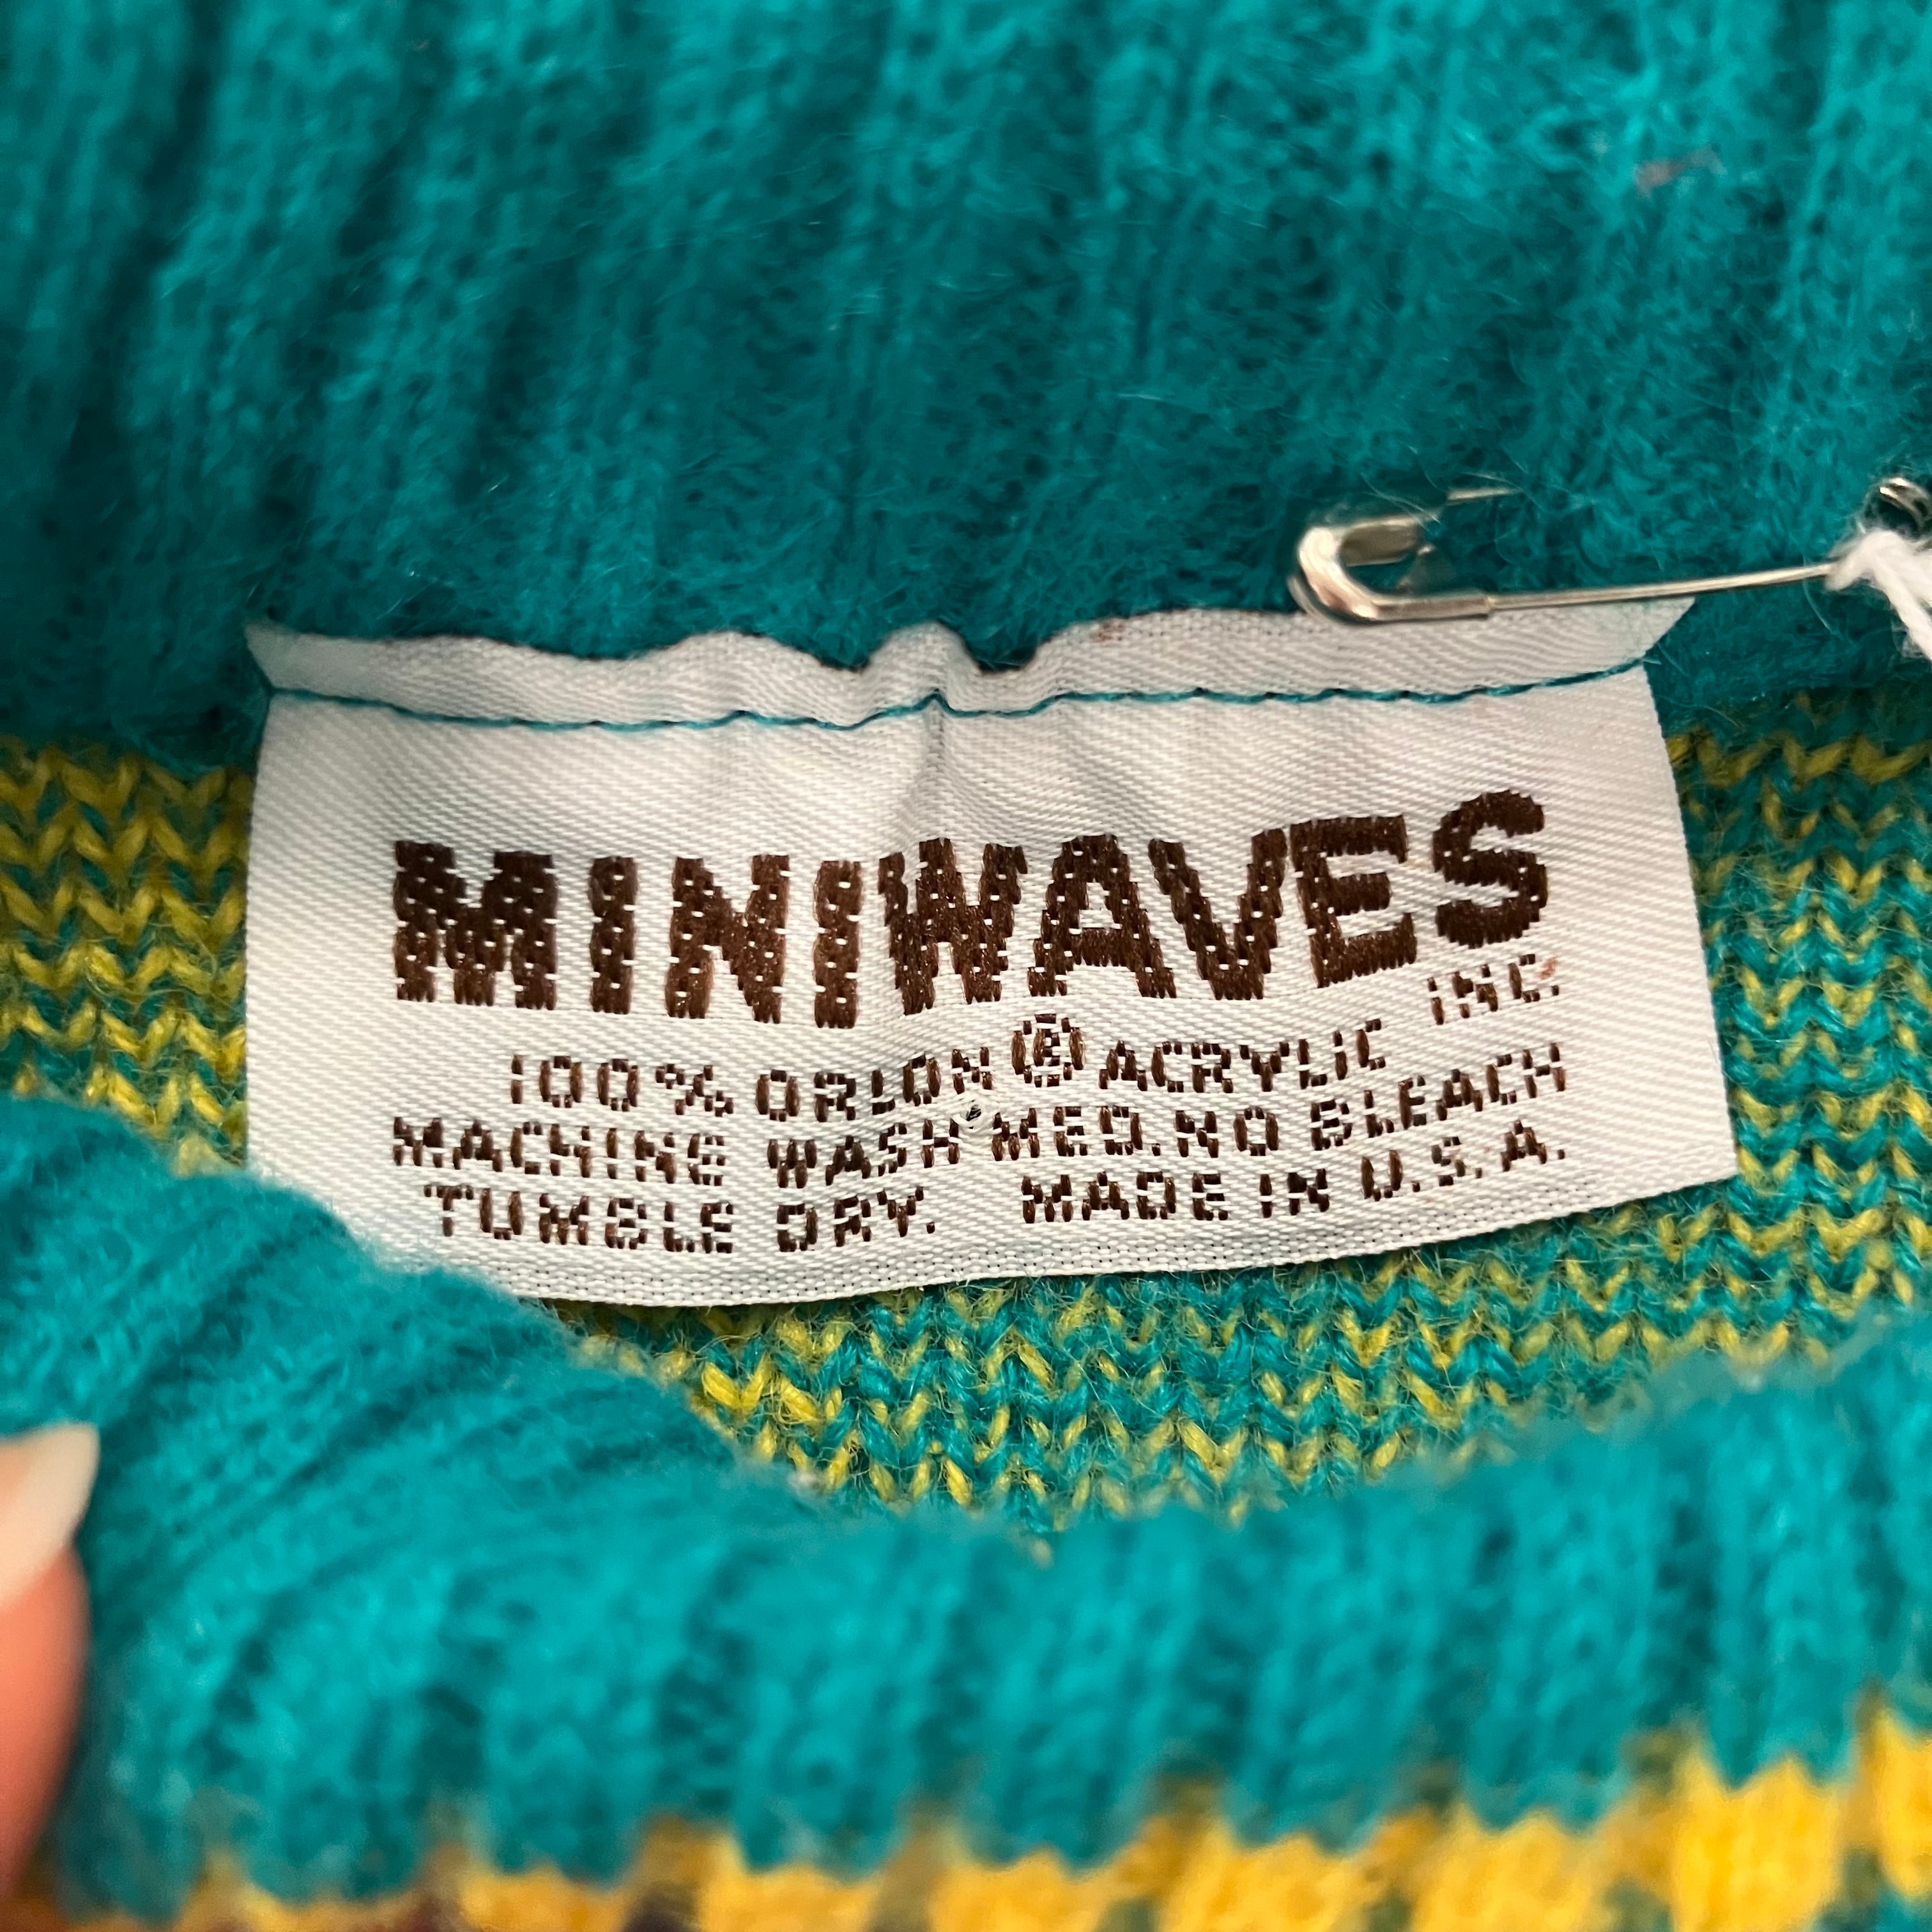 MINIWAVES
INC.
100% ORLON ® ACRYLIC
MACHINE WASH MED. NO BLEACH
TUMBLE DRY. MADE IN U.S.A.